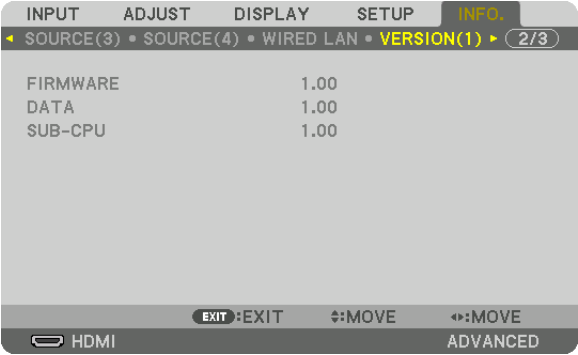 INPUT ADJUST DISPLAY SETUP INFO.
SOURCE(3) • SOURCE(4) • WIRED LAN • VERSION(1) 2/3
FIRMWARE 1.00
DATA 1.00
SUB-CPU 1.00
EXIT :EXIT :MOVE :MOVE
HDMI ADVANCED